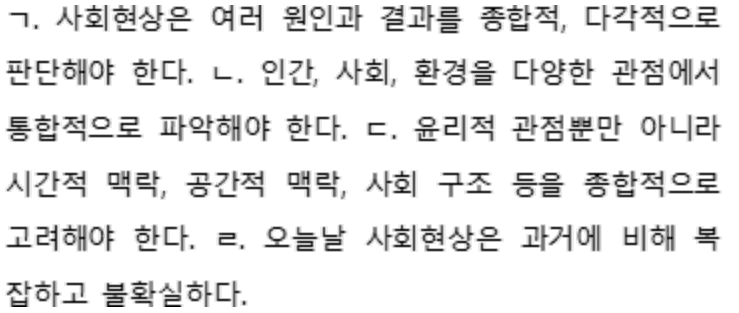 ㄱ. 사회현상은 여러 원인과 결과를 종합적, 다각적으로
판단해야 한다. ㄴ. 인간, 사회, 환경을 다양한 관점에서
통합적으로 파악해야 한다. ㄷ. 윤리적 관점뿐만 아니라
시간적 맥락, 공간적 맥락, 사회 구조 등을 종합적으로
고려해야 한다. ㄹ. 오늘날 사회현상은 과거에 비해 복
잡하고 불확실하다.